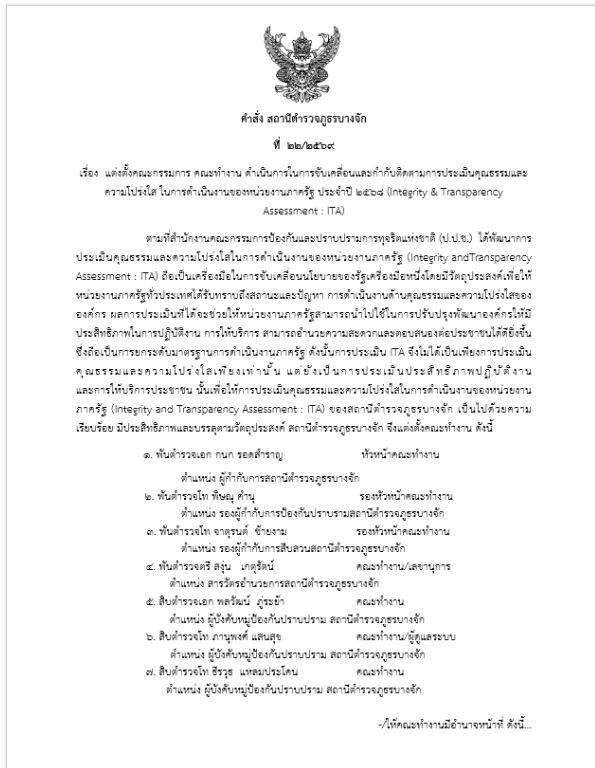 คำสั่ง สถานีตำรวจภูธรบางจัก
ที่ ๒๒/๒๕๖๙
เรื่อง แต่งตั้งคณะกรรมการ คณะทำงาน ดำเนินการในการขับเคลื่อนและกำกับติดตามการประเมินคุณธรรมและ
ความโปร่งใส ในการดำเนินงานของหน่วยงานภาครัฐ ประจำปี ๒๕๖๘ (Integrity & Transparency
Assessment : ITA)
ตามที่สำนักงานคณะกรรมการป้องกันและปราบปรามการทุจริตแห่งชาติ (ป.ป.ช.) ได้พัฒนาการ
ประเมินคุณธรรมและความโปร่งใสในการดำเนินงานของหน่วยงานภาครัฐ (Integrity andTransparency
Assessment : ITA) ถือเป็นเครื่องมือในการขับเคลื่อนนโยบายของรัฐเครื่องมือหนึ่งโดยมีวัตถุประสงค์เพื่อให้
หน่วยงานภาครัฐทั่วประเทศได้รับทราบถึงสถานะและปัญหา การดำเนินงานด้านคุณธรรมและความโปร่งใสของ
องค์กร ผลการประเมินที่ได้จะช่วยให้หน่วยงานภาครัฐสามารถนำไปใช้ในการปรับปรุงพัฒนาองค์กรให้มี
ประสิทธิภาพในการปฏิบัติงาน การให้บริการ สามารถอำนวยความสะดวกและตอบสนองต่อประชาชนได้ดียิ่งขึ้น
ซึ่งถือเป็นการยกระดับมาตรฐานการดำเนินงานภาครัฐ ดังนั้นการประเมิน ITA จึงไม่ได้เป็นเพียงการประเมิน
คุณธรรมและความโปร่งใสเพียงเท่านั้น แต่ยังเป็นการประเมินประสิทธิภาพปฏิบัติงาน
และการให้บริการประชาชน นั้นเพื่อให้การประเมินคุณธรรมและความโปร่งใสในการดำเนินงานของหน่วยงาน
ภาครัฐ (Integrity and Transparency Assessment : ITA) ของสถานีตำรวจภูธรบางจัก เป็นไปด้วยความ
เรียบร้อย มีประสิทธิภาพและบรรลุตามวัตถุประสงค์ สถานีตำรวจภูธรบางจัก จึงแต่งตั้งคณะทำงาน ดังนี้
๑. พันตำรวจเอก กนก รอดสำราญ หัวหน้าคณะทำงาน
ตำแหน่ง ผู้กำกับการสถานีตำรวจภูธรบางจัก
๒. พันตำรวจโท พิษณุ คำนุ รองหัวหน้าคณะทำงาน
ตำแหน่ง รองผู้กำกับการป้องกันปราบปรามสถานีตำรวจภูธรบางจัก
๓. พันตำรวจโท จาตุรนต์ ซ้ายงาม รองหัวหน้าคณะทำงาน
ตำแหน่ง รองผู้กำกับการสืบสวนสถานีตำรวจภูธรบางจัก
๔. พันตำรวจตรี สงุ่น เกตุรัตน์ คณะทำงาน/เลขานุการ
ตำแหน่ง สารวัตรอำนวยการสถานีตำรวจภูธรบางจัก
๕. สิบตำรวจเอก พลวัฒน์ ภู่ระย้า คณะทำงาน
ตำแหน่ง ผู้บังคับหมู่ป้องกันปราบปราม สถานีตำรวจภูธรบางจัก
๖. สิบตำรวจโท ภานุพงศ์ แสนสุข คณะทำงาน/ผู้ดูแลระบบ
ตำแหน่ง ผู้บังคับหมู่ป้องกันปราบปราม สถานีตำรวจภูธรบางจัก
๗. สิบตำรวจโท ธีรวุธ แหลมประโคน คณะทำงาน
ตำแหน่ง ผู้บังคับหมู่ป้องกันปราบปราม สถานีตำรวจภูธรบางจัก
-/ให้คณะทำงานมีอำนาจหน้าที่ ดังนี้...